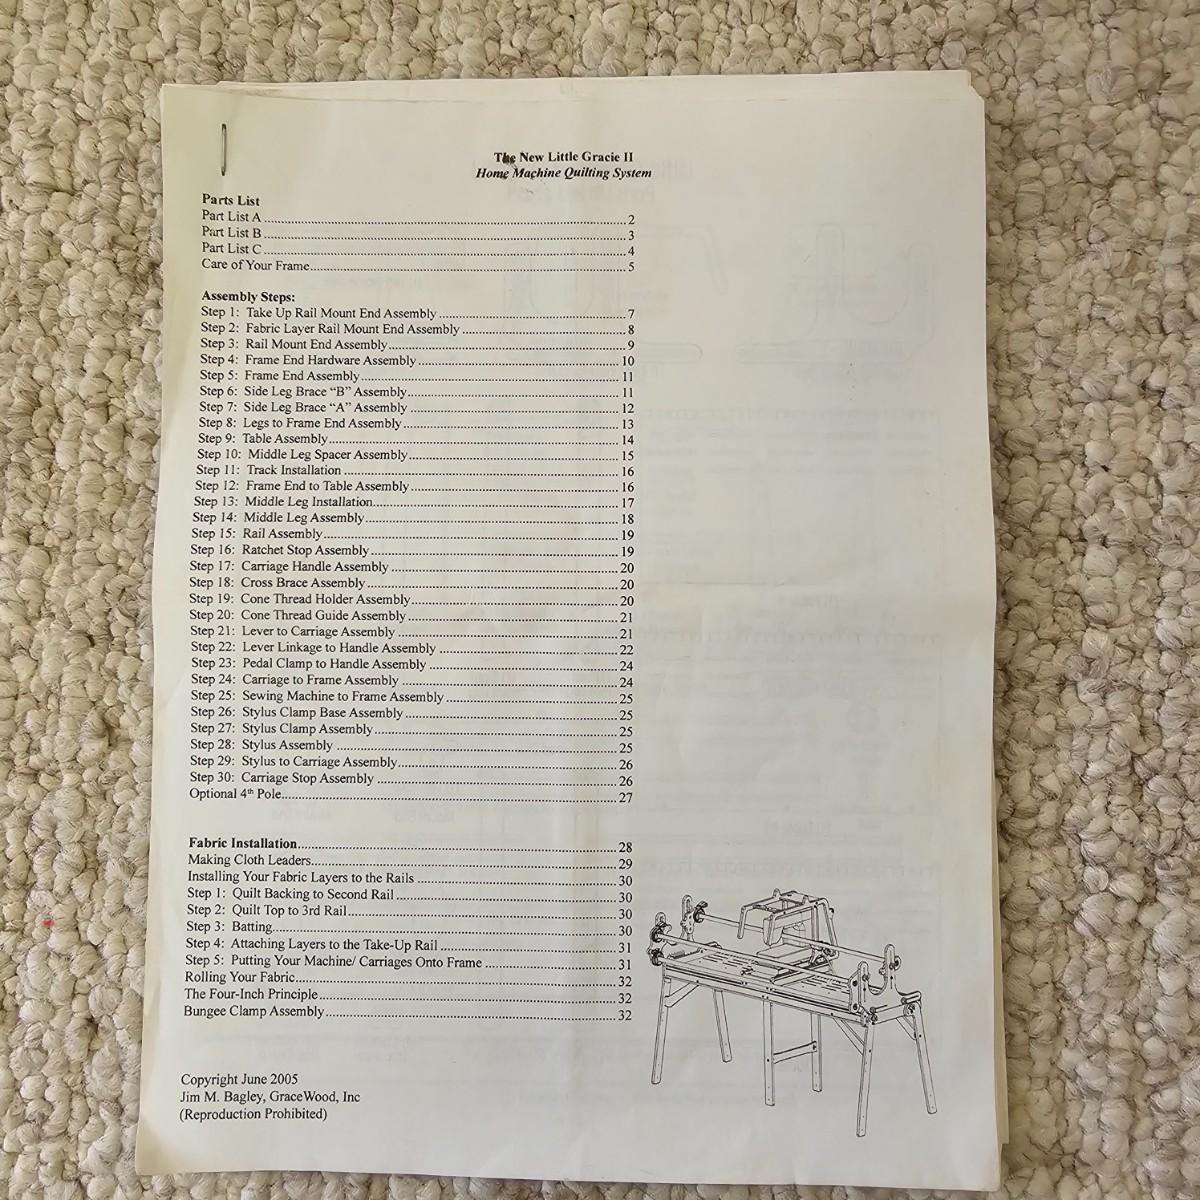 The New Little Gracie II
Home Machine Quilting System
Parts List
Part List A 2
Part List B 3
Part List C 4
Care of Your Frame 5
Assembly Steps:
Step 1: Take Up Rail Mount End Assembly 7
Step 2: Fabric Layer Rail Mount End Assembly 8
Step 3: Rail Mount End Assembly 9
Step 4: Frame End Hardware Assembly 10
Step 5: Frame End Assembly 11
Step 6: Side Leg Brace “B” Assembly 11
Step 7: Side Leg Brace “A” Assembly 12
Step 8: Legs to Frame End Assembly 13
Step 9: Table Assembly 14
Step 10: Middle Leg Spacer Assembly 15
Step 11: Track Installation 16
Step 12: Frame End to Table Assembly 16
Step 13: Middle Leg Installation 17
Step 14: Middle Leg Assembly 18
Step 15: Rail Assembly 19
Step 16: Ratchet Stop Assembly 19
Step 17: Carriage Handle Assembly 20
Step 18: Cross Brace Assembly 20
Step 19: Cone Thread Holder Assembly 20
Step 20: Cone Thread Guide Assembly 21
Step 21: Lever to Carriage Assembly 21
Step 22: Lever Linkage to Handle Assembly 22
Step 23: Pedal Clamp to Handle Assembly 24
Step 24: Carriage to Frame Assembly 24
Step 25: Sewing Machine to Frame Assembly 25
Step 26: Stylus Clamp Base Assembly 25
Step 27: Stylus Clamp Assembly 25
Step 28: Stylus Assembly 25
Step 29: Stylus to Carriage Assembly 26
Step 30: Carriage Stop Assembly 26
Optional 4th Pole 27
Fabric Installation 28
Making Cloth Leaders 29
Installing Your Fabric Layers to the Rails 30
Step 1: Quilt Backing to Second Rail 30
Step 2: Quilt Top to 3rd Rail 30
Step 3: Batting 30
Step 4: Attaching Layers to the Take-Up Rail 31
Step 5: Putting Your Machine/ Carriages Onto Frame 31
Rolling Your Fabric 32
The Four-Inch Principle 32
Bungee Clamp Assembly 32
Copyright June 2005
Jim M. Bagley, GraceWood, Inc
(Reproduction Prohibited)